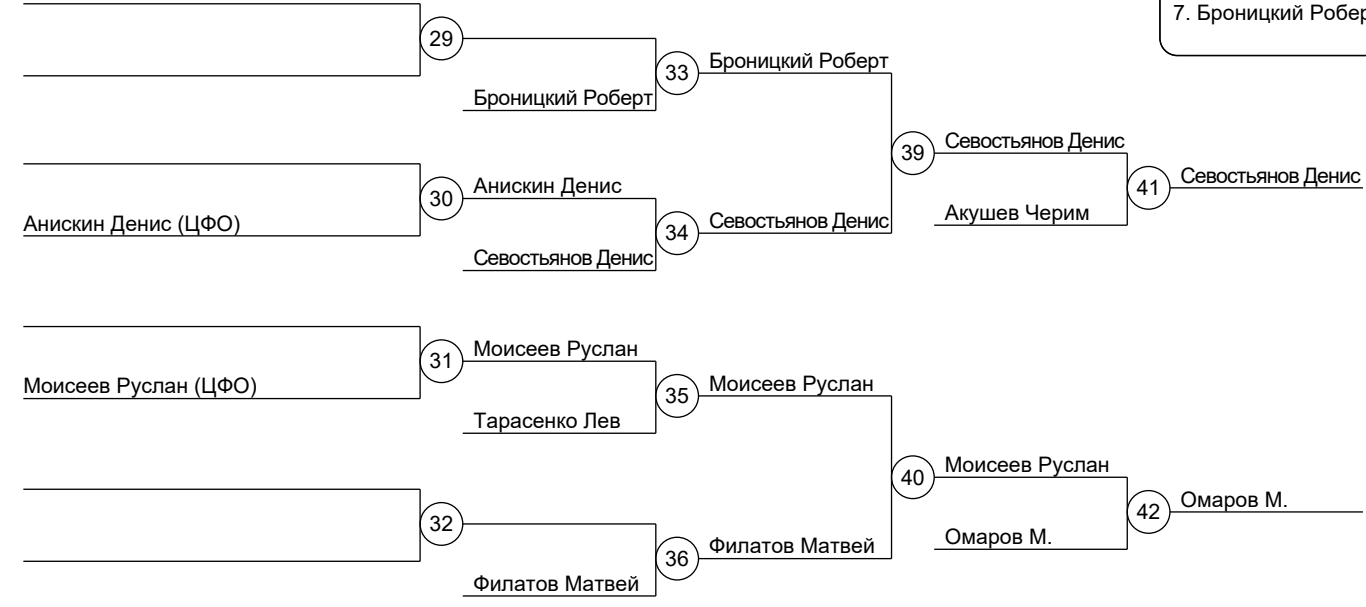 7. Броницкий Робер
29
Броницкий Роберт
33
Броницкий Роберт
39
Севостьянов Денис
41
Севостьянов Денис
Акушев Черим
Анискин Денис (ЦФО)
30
Анискин Денис
34
Севостьянов Денис
Севостьянов Денис
Моисеев Руслан (ЦФО)
31
Моисеев Руслан
35
Моисеев Руслан
Тарасенко Лев
40
Моисеев Руслан
42
Омаров М.
Омаров М.
32
36
Филатов Матвей
Филатов Матвей